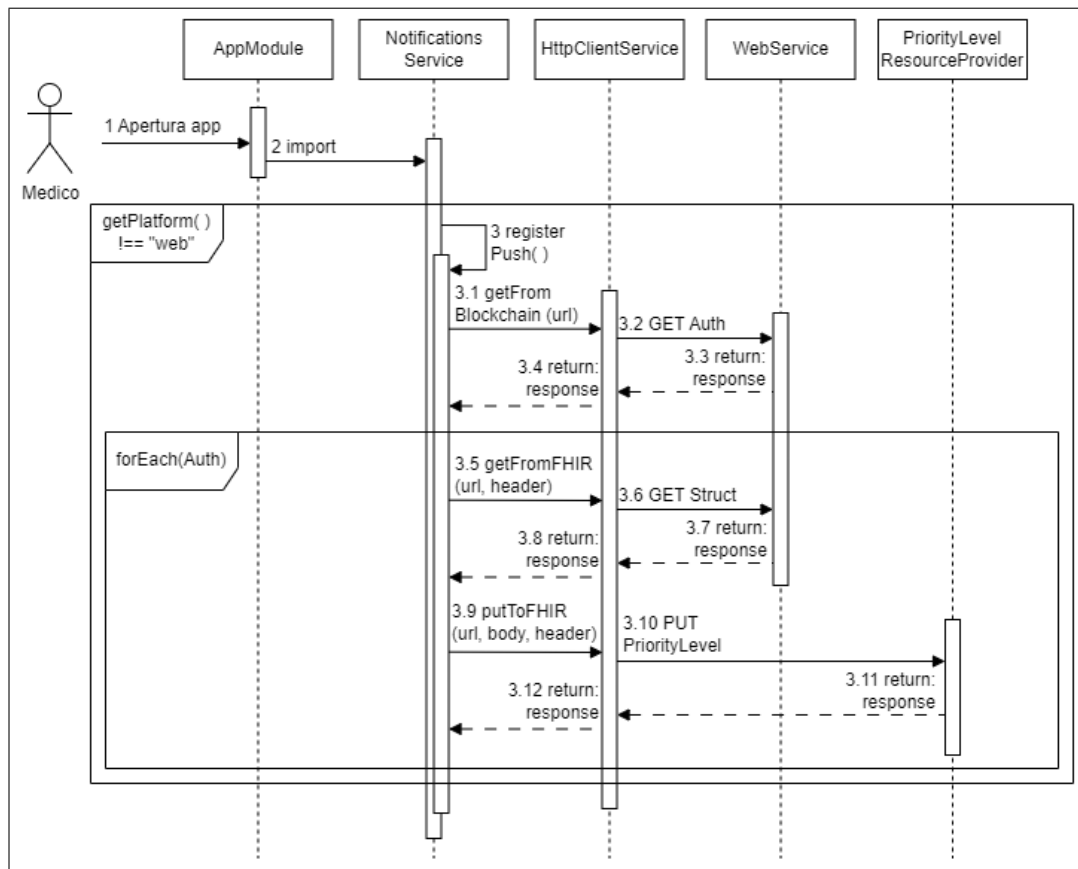 AppModule
Notifications
Service
HttpClientService
WebService
PriorityLevel
ResourceProvider
Medico
1 Apertura app
2 import
getPlatform( )
!== "web"
3 register
Push( )
3.1 getFrom
Blockchain (url)
3.2 GET Auth
3.3 return:
response
3.4 return:
response
forEach(Auth)
3.5 getFromFHIR
(url, header)
3.6 GET Struct
3.7 return:
response
3.8 return:
response
3.9 putToFHIR
(url, body, header)
3.10 PUT
PriorityLevel
3.11 return:
response
3.12 return:
response